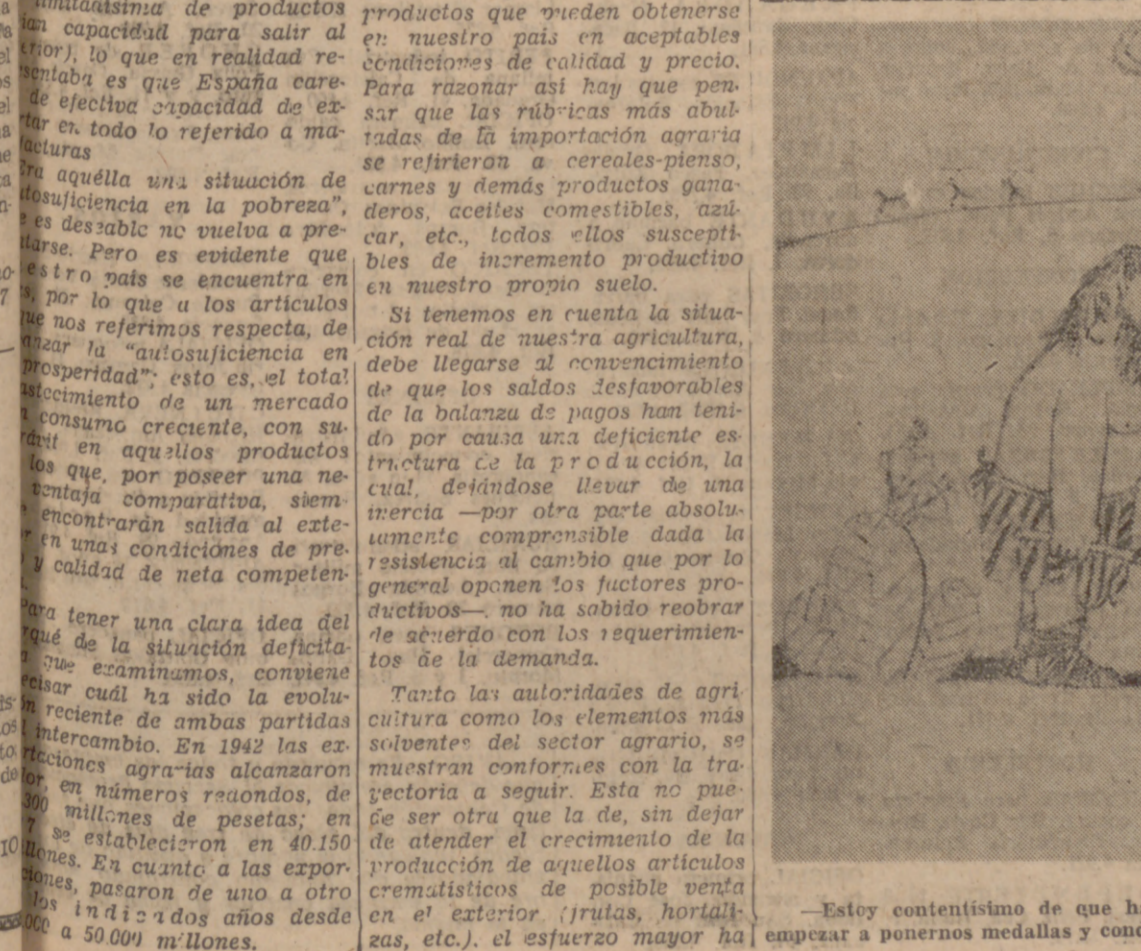 de productos
capacidad para salir al
lo que en realidad re-
es que España care-
de efectiva capacidad de ex-
en todo lo referido a ma-
aquélla una situación de
en la pobreza",
es deseable no vuelva a pre-
Pero es evidente que
país se encuentra en
por lo que a los artículos
que nos referimos respecta, de
la "autosuficiencia en
prosperidad"; esto es, el total
de un mercado
consumo creciente, con su-
en aquellos productos
los que, por poseer una ne-
ventaja comparativa, siem-
encontrarán salida al exte-
en unas condiciones de pre-
y calidad de neta competen-
Para tener una clara idea del
de la situación deficita-
que examinamos, conviene
cuál ha sido la evolu-
reciente de ambas partidas
intercambio. En 1942 las ex-
agrarias alcanzaron
en números redondos, de
300 millones de pesetas; en
7 se establecieron en 40.150
En cuanto a las expor-
pasaron de uno a otro
los indicados años desde
a 50.000 millones.
productos que pueden obtenerse
en nuestro país en aceptables
condiciones de calidad y precio.
Para razonar así hay que pen-
sar que las rúbricas más abul-
tadas de la importación agraria
se refirieron a cereales-pienso,
carnes y demás productos gana-
deros, aceites comestibles, azú-
car, etc., todos ellos suscepti-
bles de incremento productivo
en nuestro propio suelo.
Si tenemos en cuenta la situa-
ción real de nuestra agricultura,
debe llegarse al convencimiento
de que los saldos desfavorables
de la balanza de pagos han teni-
do por causa una deficiente es-
tructura de la producción, la
cual, dejándose llevar de una
inercia —por otra parte absolu-
tamente comprensible dada la
resistencia al cambio que por lo
general oponen los factores pro-
ductivos—, no ha sabido reobrar
de acuerdo con los requerimien-
tos de la demanda.
Tanto las autoridades de agri-
cultura como los elementos más
solventes del sector agrario, se
muestran conformes con la tra-
yectoria a seguir. Esta no pue-
de ser otra que la de, sin dejar
de atender el crecimiento de la
producción de aquellos artículos
crematísticos de posible venta
en el exterior (frutas, hortali-
zas, etc.), el esfuerzo mayor ha
—Estoy contentísimo de que
empezar a ponernos medallas y